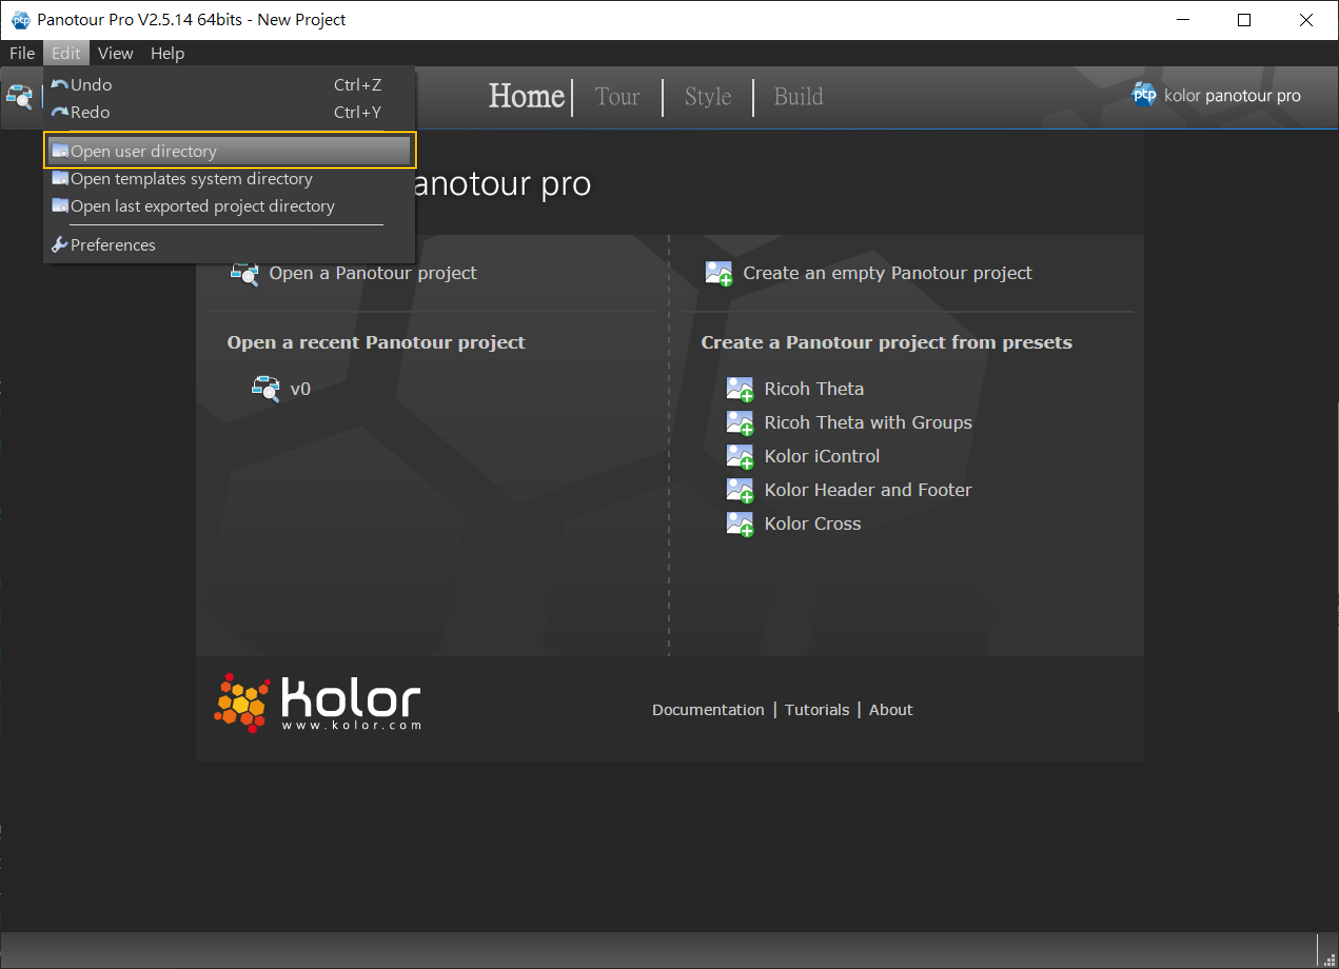 Panotour Pro V2.5.14 64bits - New Project
File Edit View Help
Undo Ctrl+Z
Redo Ctrl+Y
Open user directory
Open templates system directory
Open last exported project directory
Preferences
Home Tour Style Build
ptp kolor panotour pro
anotour pro
Open a Panotour project
Open a recent Panotour project
v0
Create an empty Panotour project
Create a Panotour project from presets
Ricoh Theta
Ricoh Theta with Groups
Kolor iControl
Kolor Header and Footer
Kolor Cross
kolor
www.kolor.com
Documentation | Tutorials | About